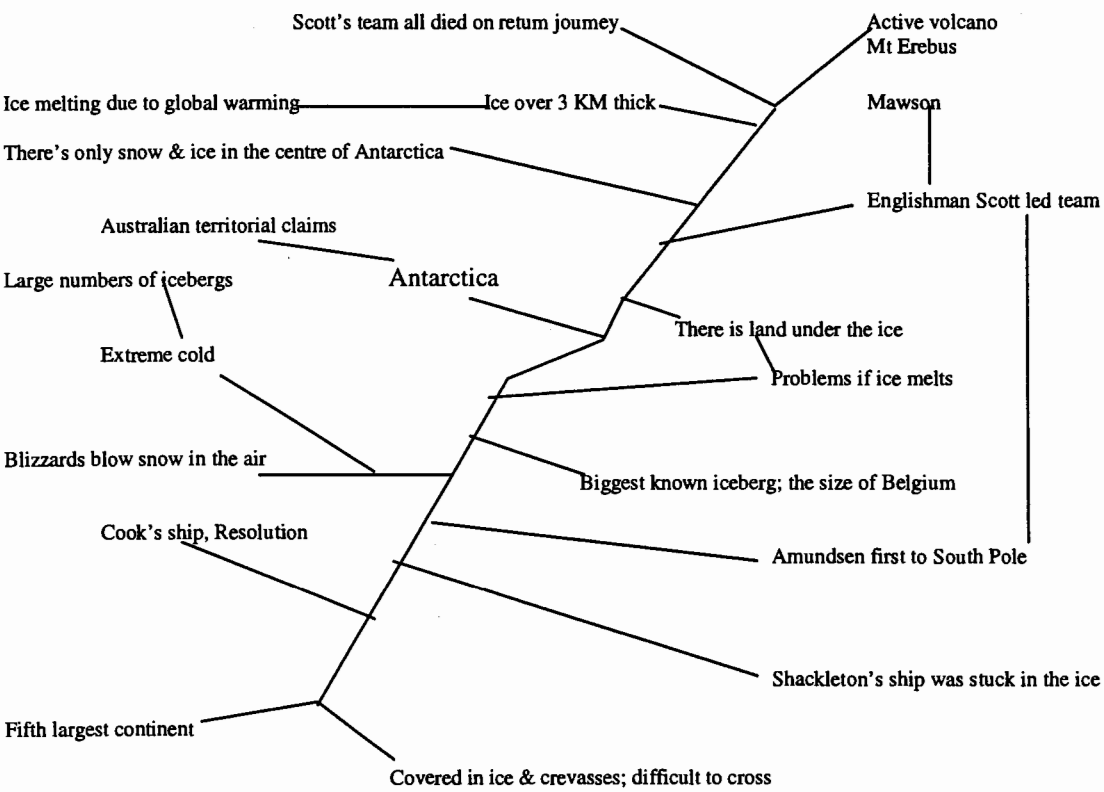 Scott's team all died on return journey
Active volcano
Mt Erebus
Ice melting due to global warming
Ice over 3 KM thick
Mawson
There's only snow & ice in the centre of Antarctica
Englishman Scott led team
Australian territorial claims
Large numbers of icebergs
Antarctica
There is land under the ice
Extreme cold
Problems if ice melts
Blizzards blow snow in the air
Biggest known iceberg; the size of Belgium
Cook's ship, Resolution
Amundsen first to South Pole
Shackleton's ship was stuck in the ice
Fifth largest continent
Covered in ice & crevasses; difficult to cross